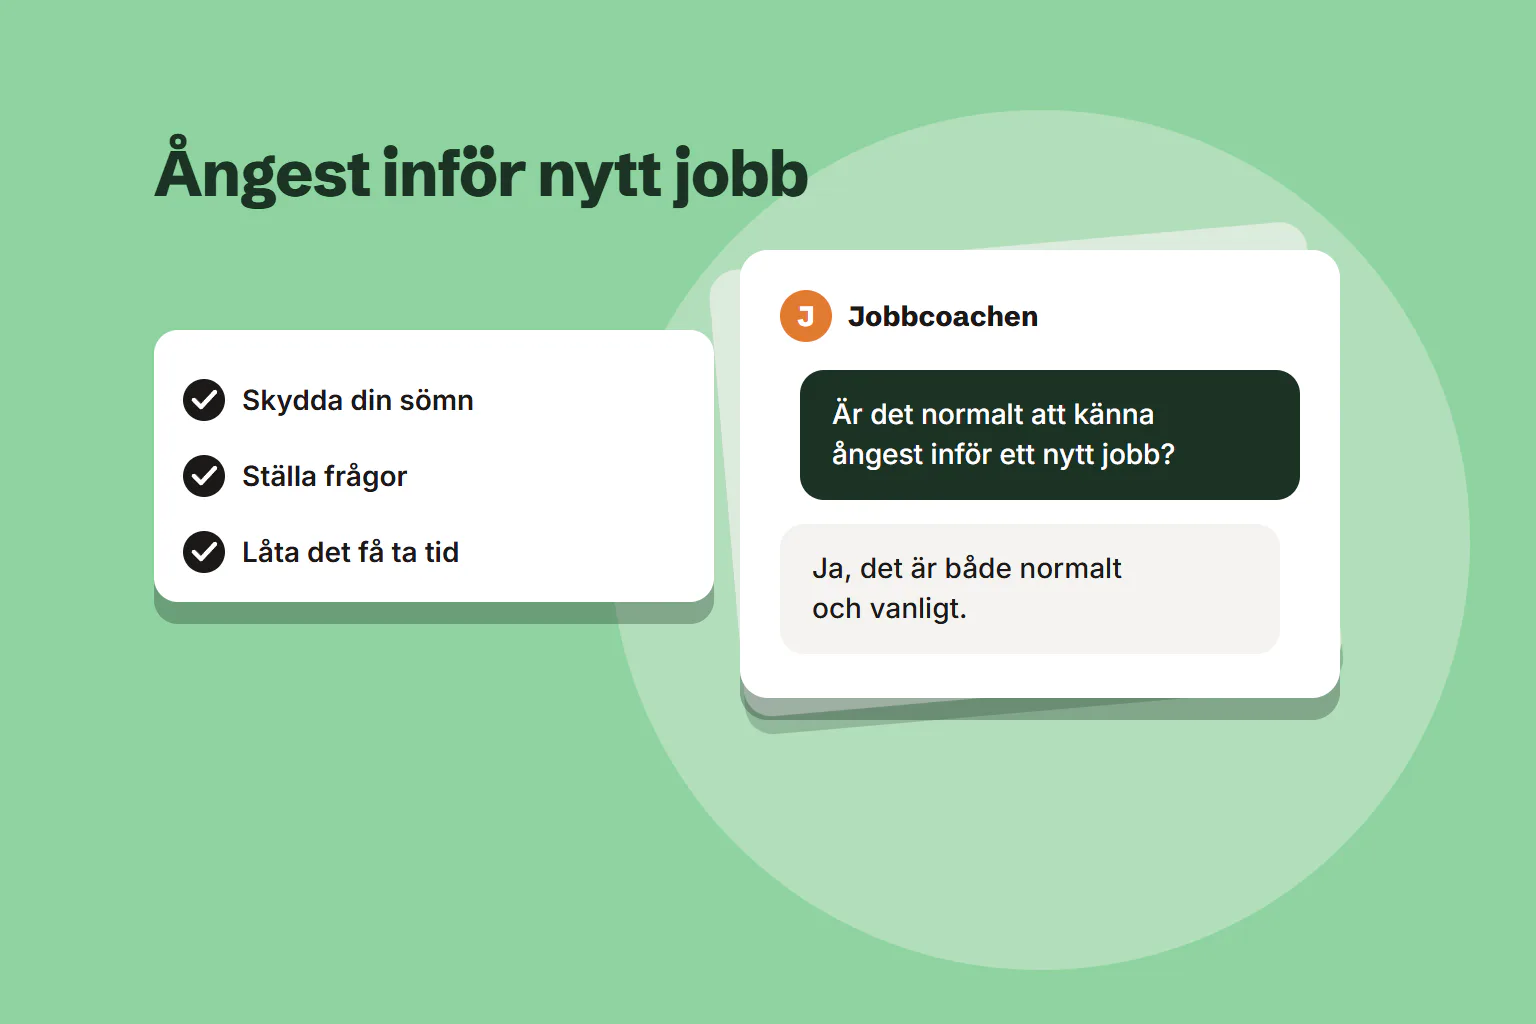 Ångest inför nytt jobb
Skydda din sömn
Ställa frågor
Låta det få ta tid
J Jobbcoachen
Är det normalt att känna
ångest inför ett nytt jobb?
Ja, det är både normalt
och vanligt.